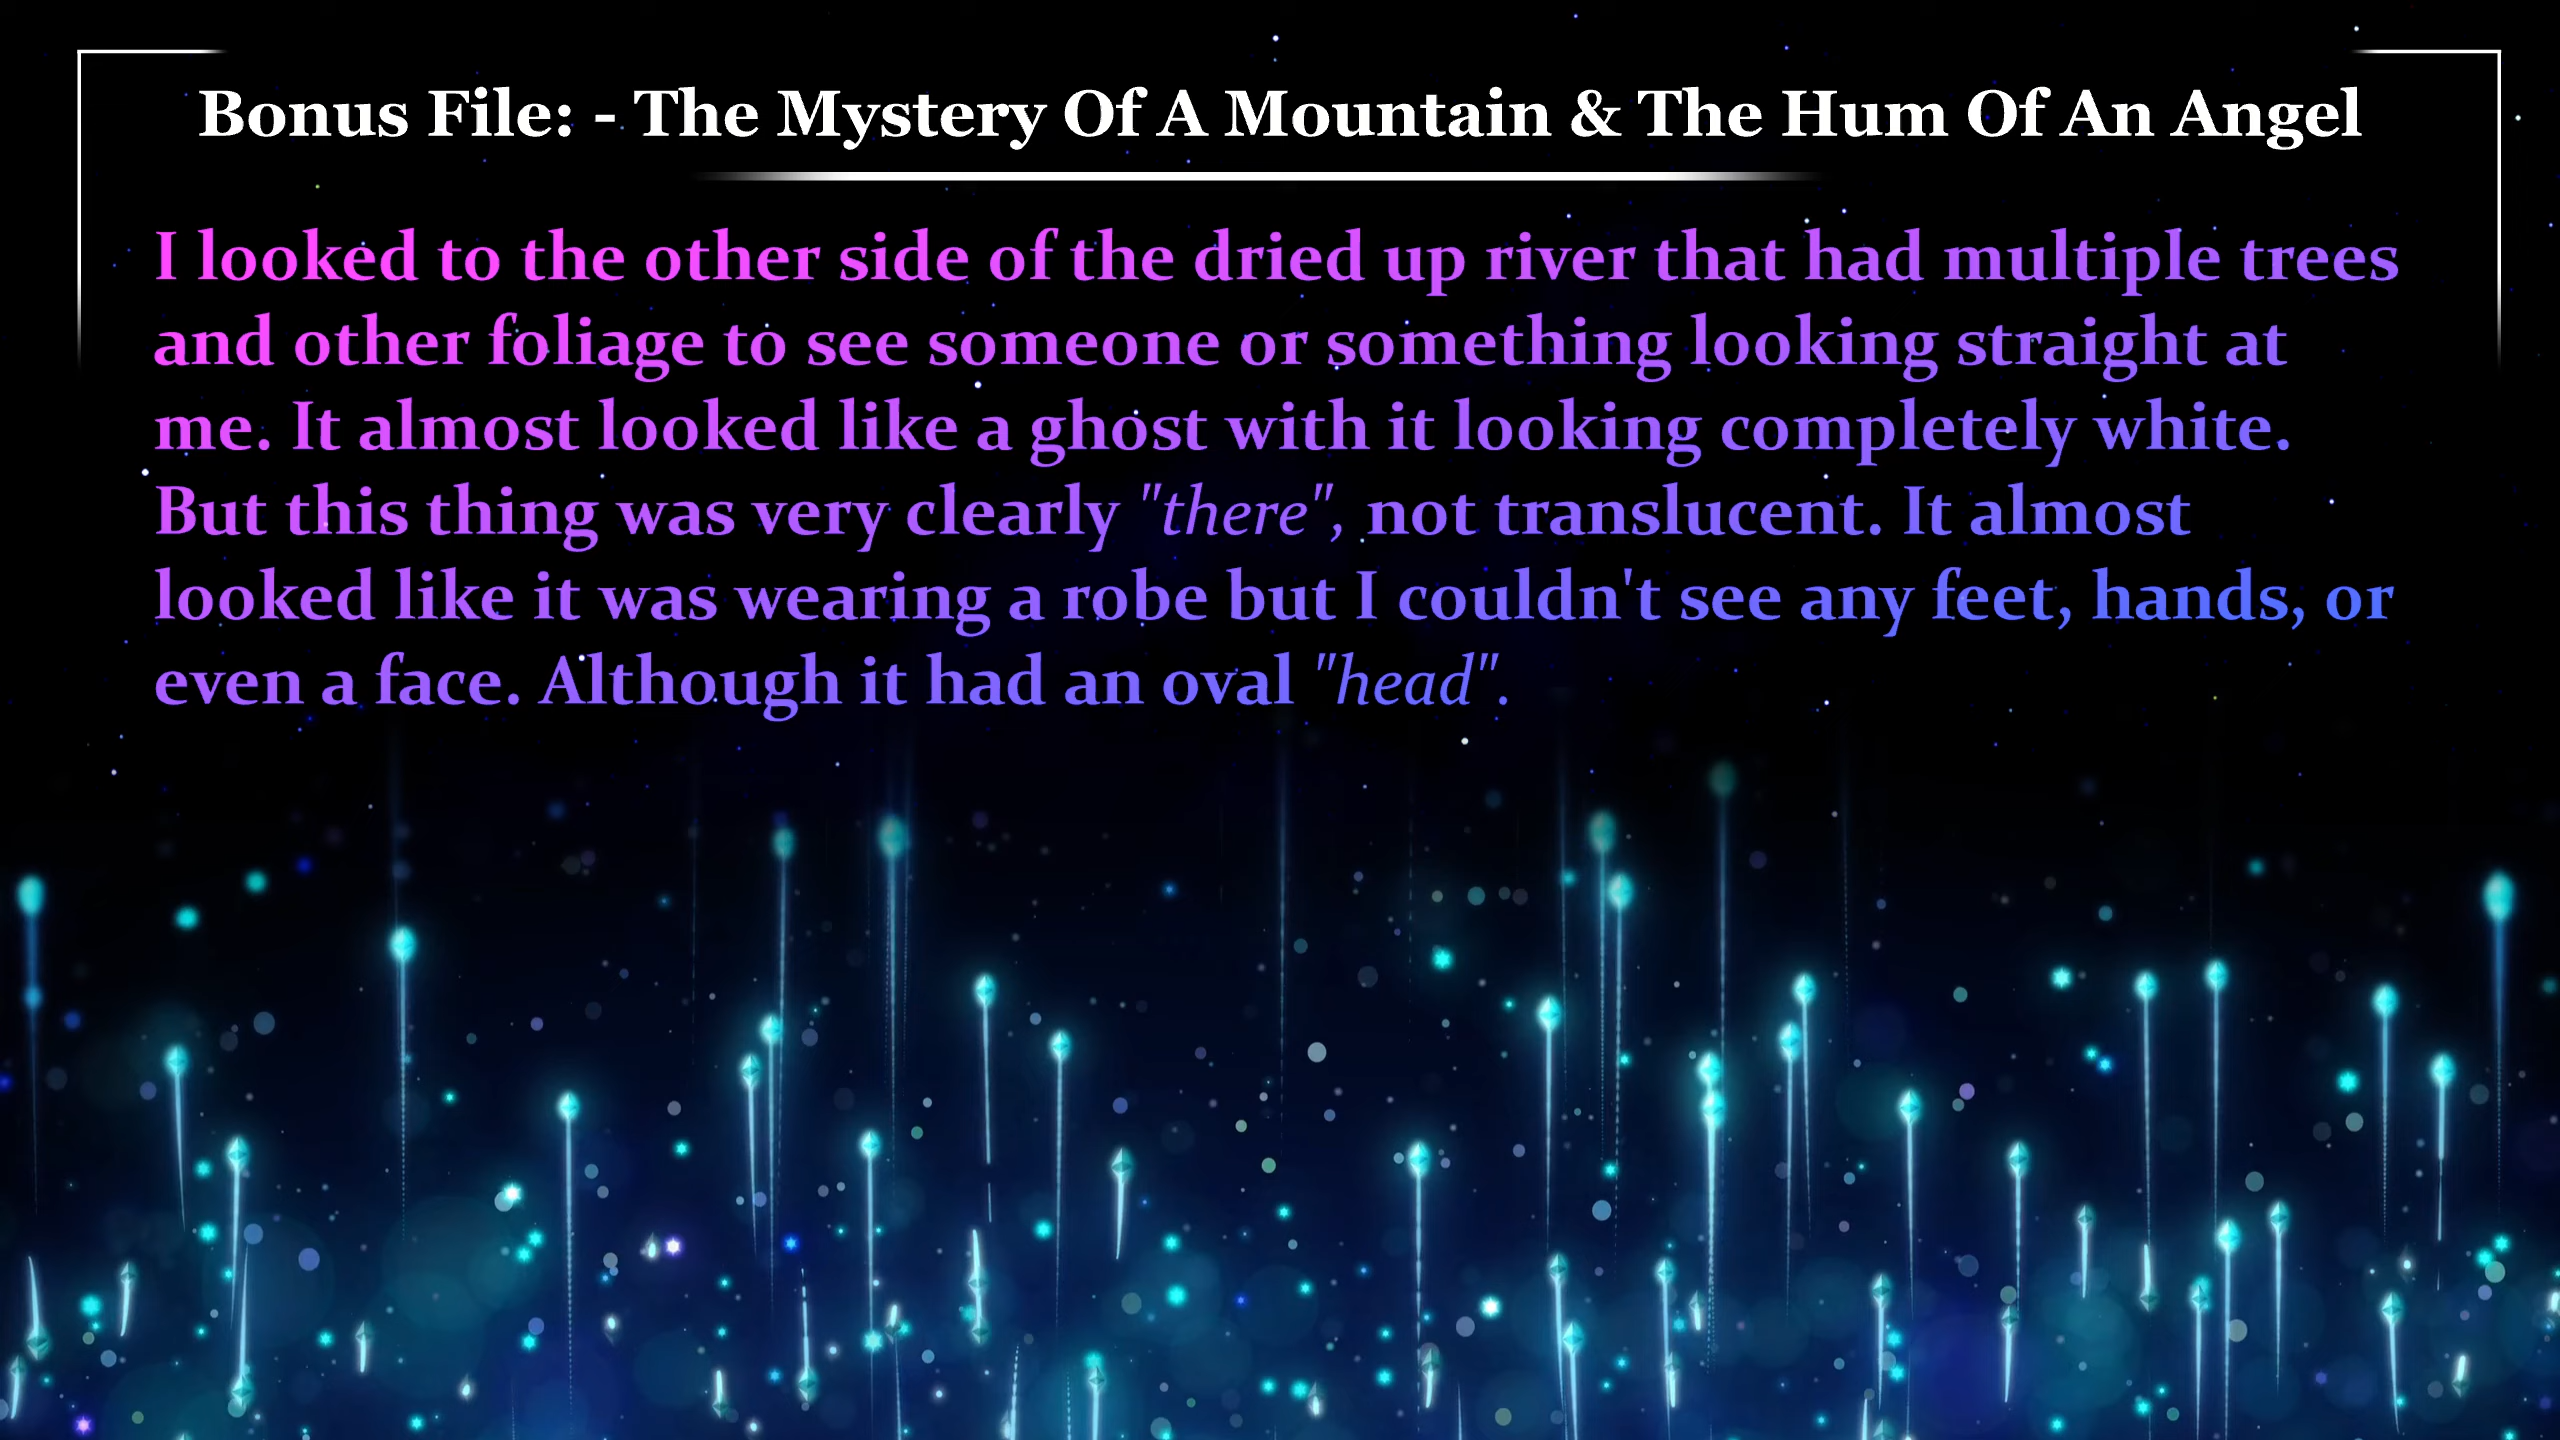 Bonus File: - The Mystery Of A Mountain & The Hum Of An Angel
I looked to the other side of the dried up river that had multiple trees
and other foliage to see someone or something looking straight at
me. It almost looked like a ghost with it looking completely white.
But this thing was very clearly "there", not translucent. It almost
looked like it was wearing a robe but I couldn't see any feet, hands, or
even a face. Although it had an oval "head".